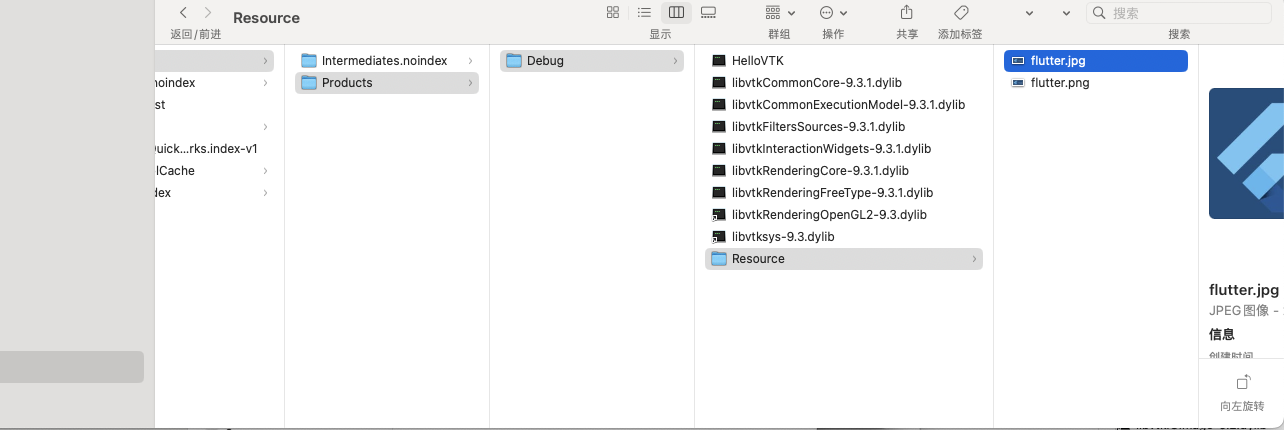 Resource
返回/前进
显示
群组
操作
共享
添加标签
搜索
搜索
noindex
st
Quick…rks.index-v1
lCache
dex
Intermediates.noindex
Products
Debug
HelloVTK
libvtkCommonCore-9.3.1.dylib
libvtkCommonExecutionModel-9.3.1.dylib
libvtkFiltersSources-9.3.1.dylib
libvtkInteractionWidgets-9.3.1.dylib
libvtkRenderingCore-9.3.1.dylib
libvtkRenderingFreeType-9.3.1.dylib
libvtkRenderingOpenGL2-9.3.dylib
libvtksys-9.3.dylib
Resource
flutter.jpg
flutter.png
flutter.jpg
JPEG图像 -
信息
创建时间
向左旋转